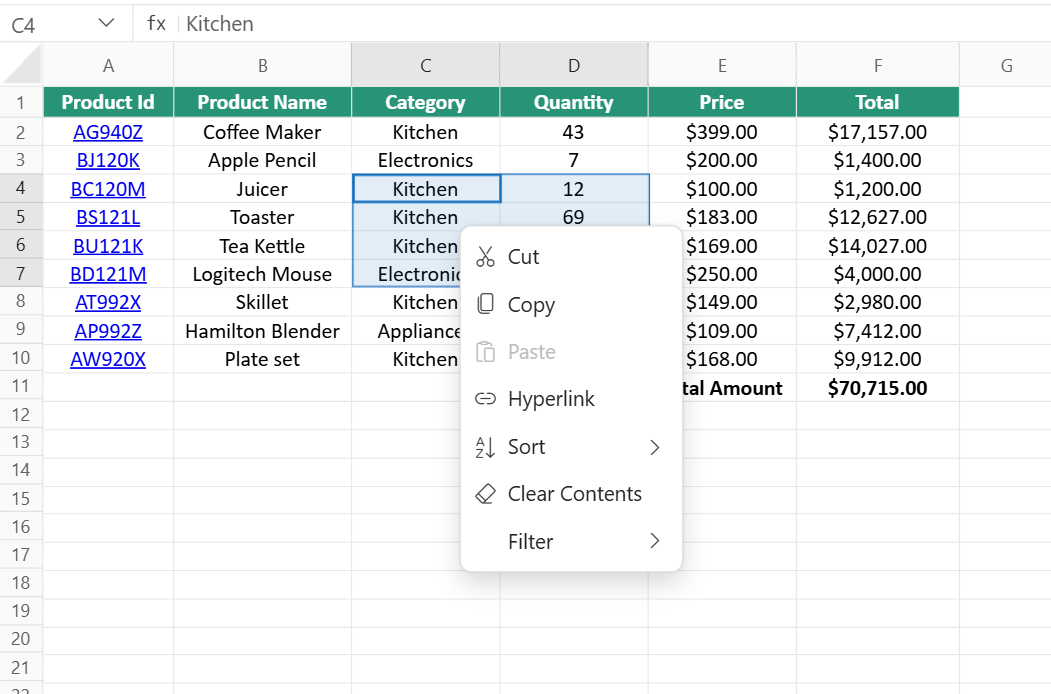 C4 fx Kitchen
A B C D E F G
1 Product Id Product Name Category Quantity Price Total
2 AG940Z Coffee Maker Kitchen 43 $399.00 $17,157.00
3 BJ120K Apple Pencil Electronics 7 $200.00 $1,400.00
4 BC120M Juicer Kitchen 12 $100.00 $1,200.00
5 BS121L Toaster Kitchen 69 $183.00 $12,627.00
6 BU121K Tea Kettle Kitchen $169.00 $14,027.00
7 BD121M Logitech Mouse Electronic $250.00 $4,000.00
8 AT992X Skillet Kitchen $149.00 $2,980.00
9 AP992Z Hamilton Blender Appliance $109.00 $7,412.00
10 AW920X Plate set Kitchen $168.00 $9,912.00
11 tal Amount $70,715.00
12
13
14
15
16
17
18
19
20
21
Cut
Copy
Paste
Hyperlink
Sort
Clear Contents
Filter